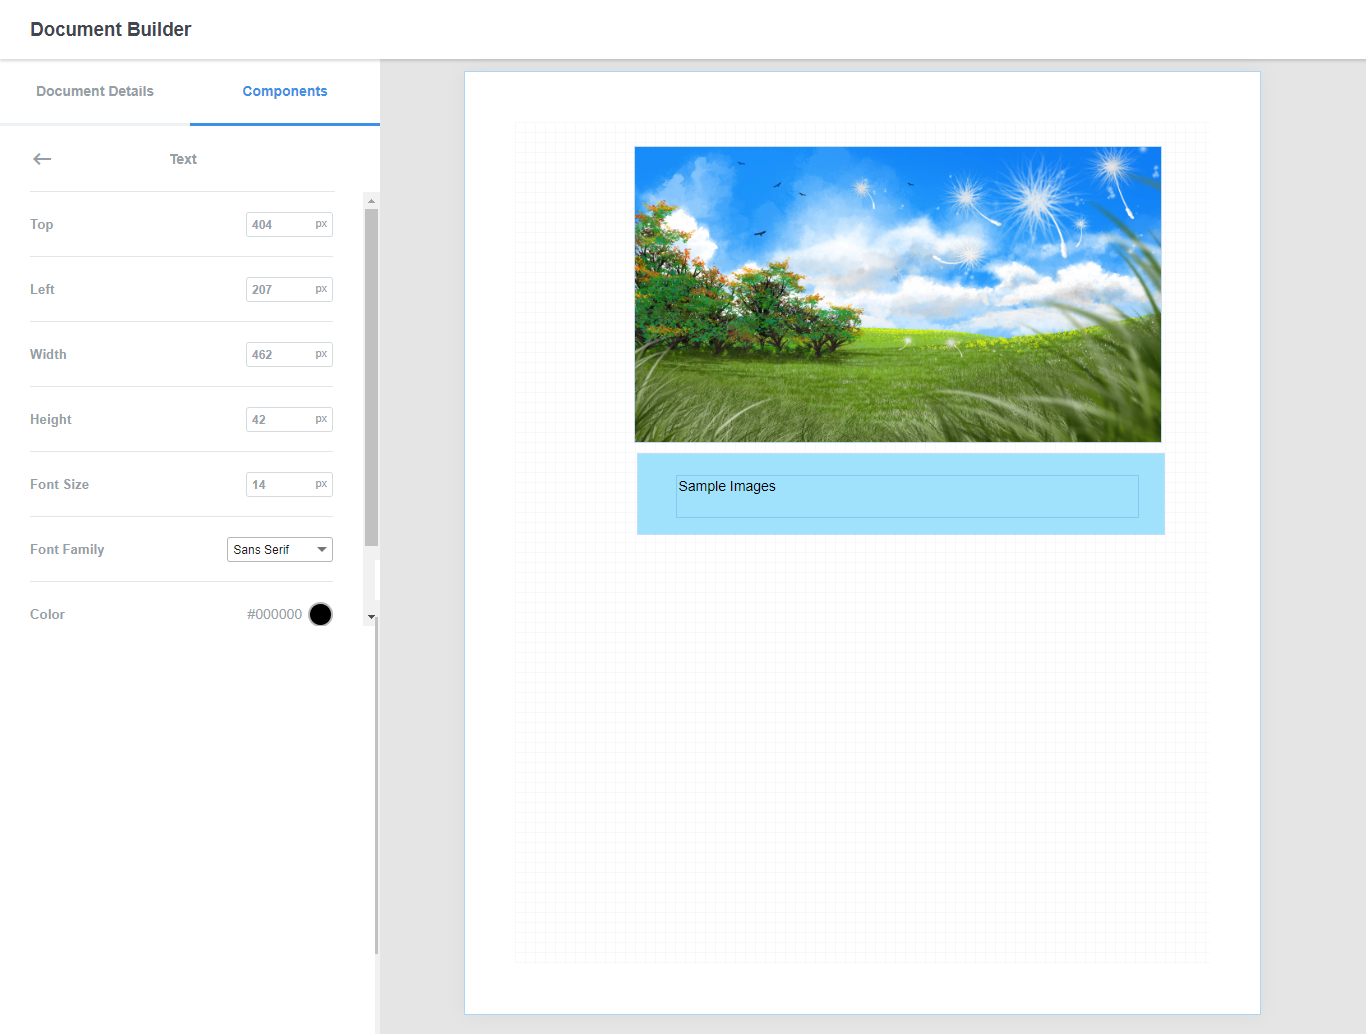 Document Builder
Document Details
Components
Text
Top
404 px
Left
207 px
Width
462 px
Height
42 px
Font Size
14 px
Font Family
Sans Serif
Color
#000000
Sample Images